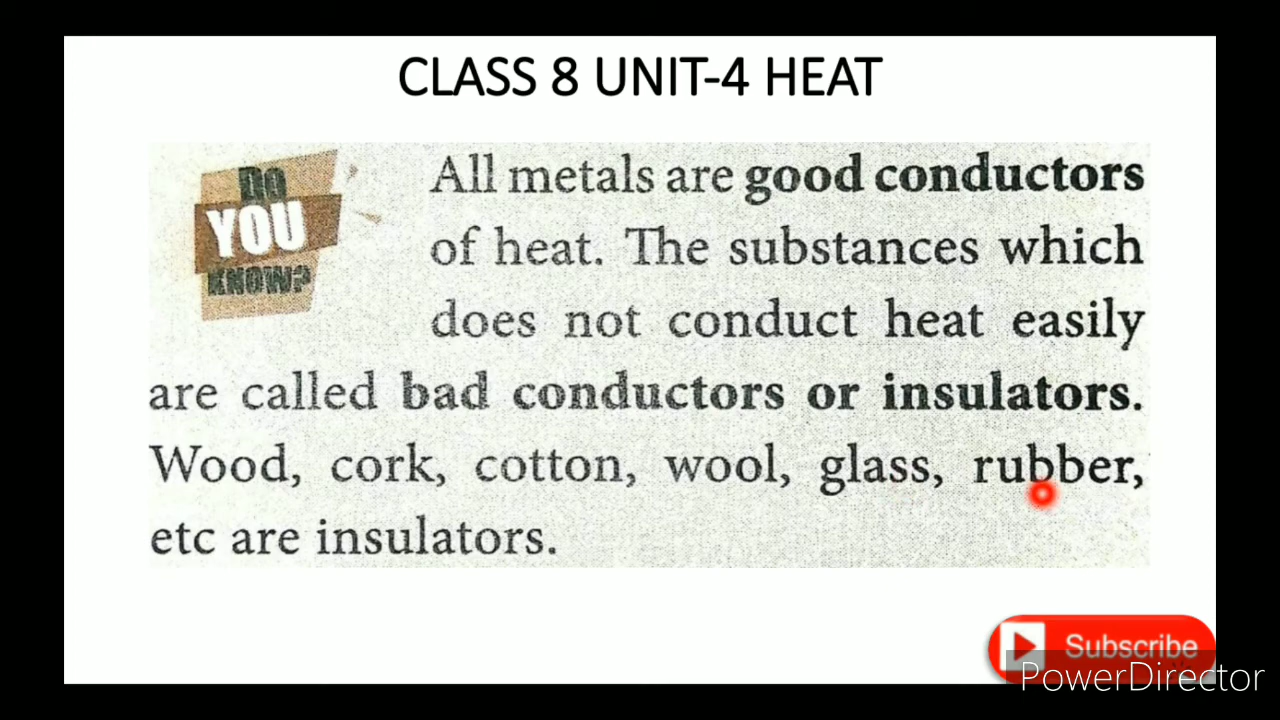 CLASS 8 UNIT-4 HEAT
DO
YOU
KNOW?
All metals are good conductors
of heat. The substances which
does not conduct heat easily
are called bad conductors or insulators.
Wood, cork, cotton, wool, glass, rubber,
etc are insulators.
Subscribe
PowerDirector